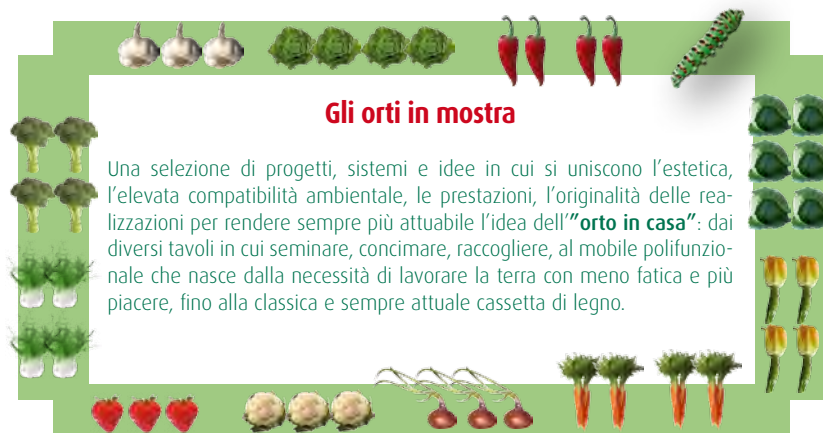 Gli orti in mostra
Una selezione di progetti, sistemi e idee in cui si uniscono l’estetica,
l’elevata compatibilità ambientale, le prestazioni, l’originalità delle rea-
lizzazioni per rendere sempre più attuabile l’idea dell’”orto in casa”: dai
diversi tavoli in cui seminare, concimare, raccogliere, al mobile polifunzio-
nale che nasce dalla necessità di lavorare la terra con meno fatica e più
piacere, fino alla classica e sempre attuale cassetta di legno.